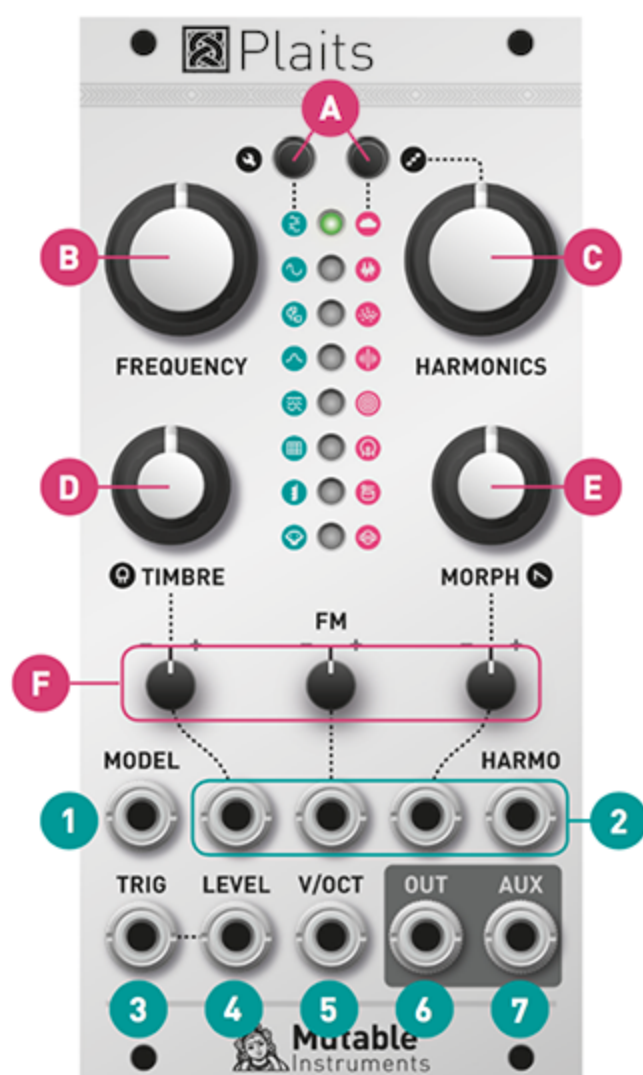 Plaits
A
B
C
FREQUENCY
HARMONICS
D
E
TIMBRE
MORPH
FM
- + - + - +
F
MODEL
HARMO
1
2
TRIG
LEVEL
V/OCT
OUT
AUX
3
4
5
6
7
Mutable
Instruments